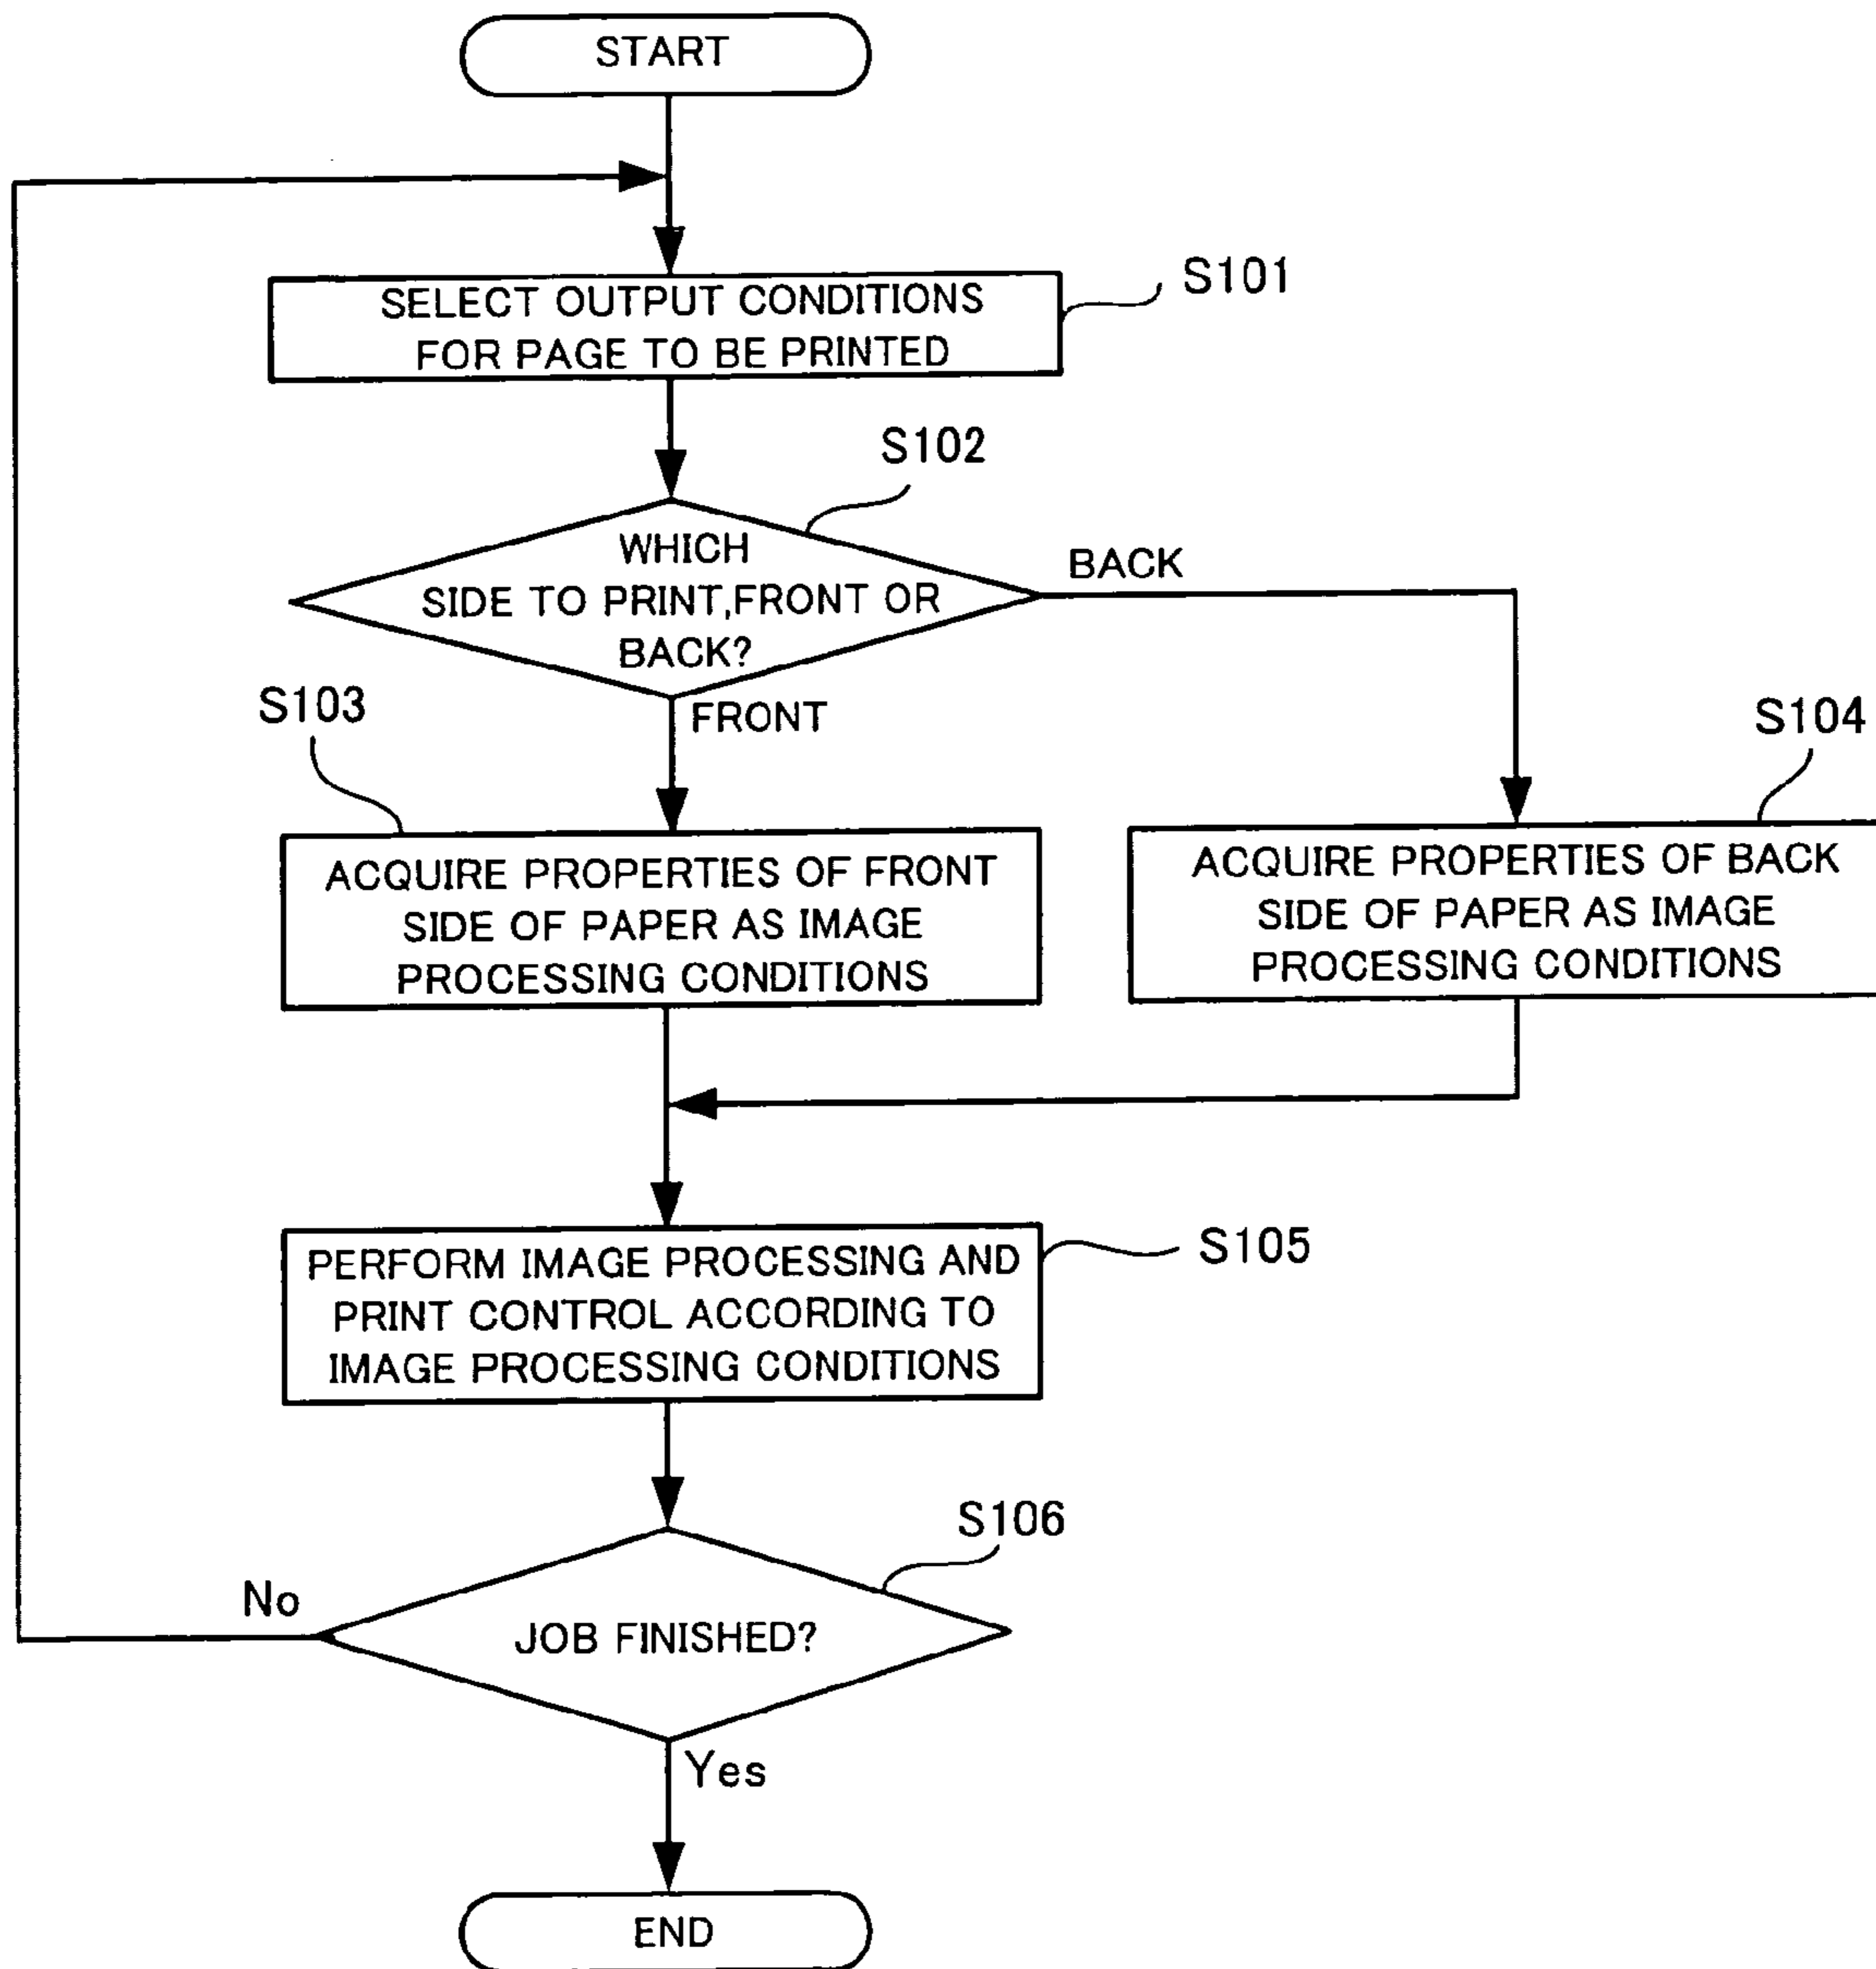 START
S101
SELECT OUTPUT CONDITIONS
FOR PAGE TO BE PRINTED
S102
WHICH
SIDE TO PRINT,FRONT OR
BACK?
BACK
FRONT
S103
S104
ACQUIRE PROPERTIES OF FRONT
SIDE OF PAPER AS IMAGE
PROCESSING CONDITIONS
ACQUIRE PROPERTIES OF BACK
SIDE OF PAPER AS IMAGE
PROCESSING CONDITIONS
S105
PERFORM IMAGE PROCESSING AND
PRINT CONTROL ACCORDING TO
IMAGE PROCESSING CONDITIONS
S106
No
JOB FINISHED?
Yes
END